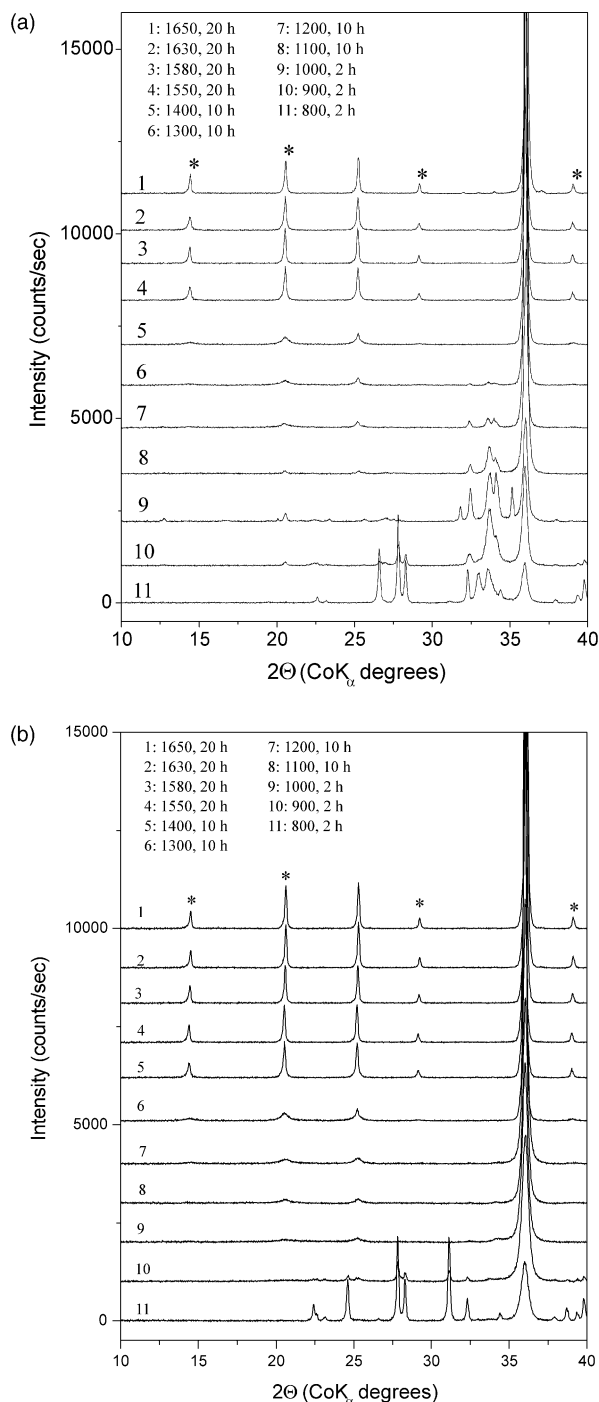 (a)
15000
10000
5000
0
Intensity (counts/sec)
1: 1650, 20 h
2: 1630, 20 h
3: 1580, 20 h
4: 1550, 20 h
5: 1400, 10 h
6: 1300, 10 h
7: 1200, 10 h
8: 1100, 10 h
9: 1000, 2 h
10: 900, 2 h
11: 800, 2 h
* * * *
1
2
3
4
5
6
7
8
9
10
11
10 15 20 25 30 35 40
2Θ (CoKα degrees)
(b)
15000
10000
5000
0
Intensity (counts/sec)
1: 1650, 20 h
2: 1630, 20 h
3: 1580, 20 h
4: 1550, 20 h
5: 1400, 10 h
6: 1300, 10 h
7: 1200, 10 h
8: 1100, 10 h
9: 1000, 2 h
10: 900, 2 h
11: 800, 2 h
* * * *
1
2
3
4
5
6
7
8
9
10
11
10 15 20 25 30 35 40
2Θ (CoKα degrees)